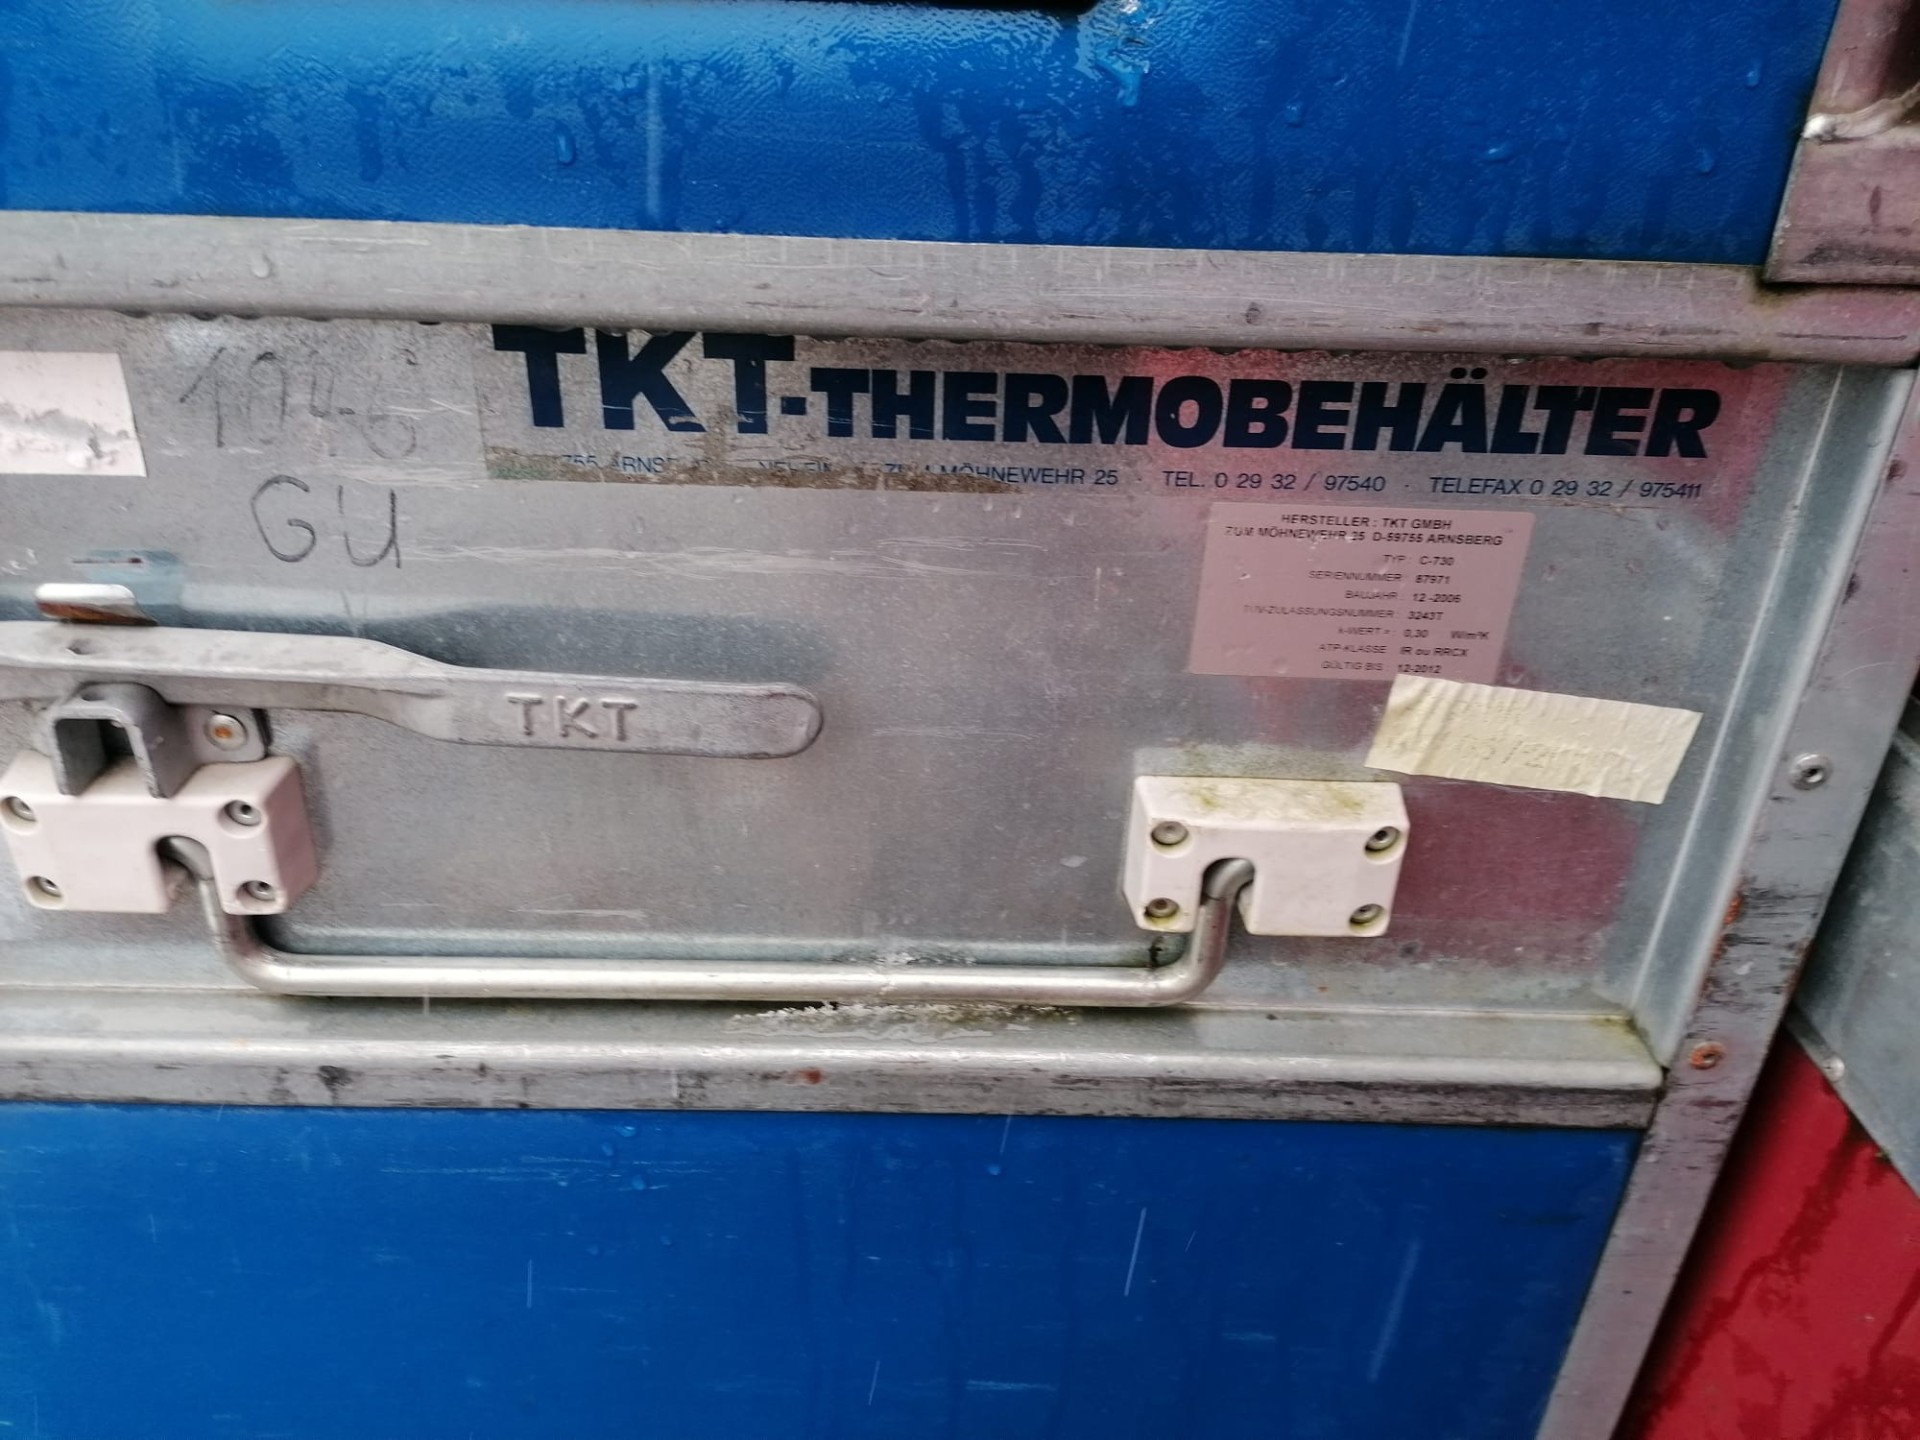 TKT-THERMOBEHÄLTER
MÖHNEWEHR 25 · TEL. 0 29 32 / 97540 · TELEFAX 0 29 32 / 975411
GU
HERSTELLER : TKT GMBH
ZUM MÖHNEWEHR 25 D-59755 ARNSBERG
TYP : C-730
SERIENNUMMER : 87971
BAUJAHR : 12 -2006
TÜV-ZULASSUNGSNUMMER : 3243T
k-WERT = 0,30 W/m²K
ATP-KLASSE IR ou RRCX
GÜLTIG BIS : 12-2012
TKT